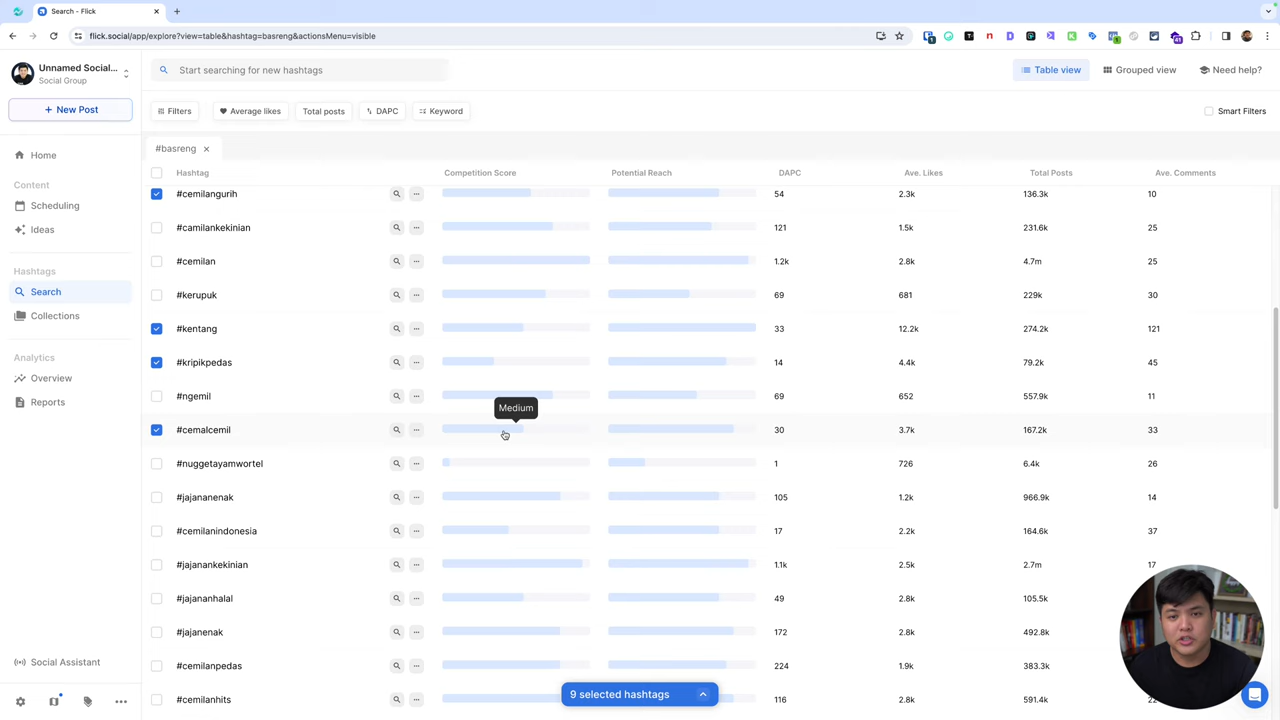 Search - Flick
flick.social/app/explore?view=table&hashtag=basreng&actionsMenu=visible
Unnamed Social...
Social Group
+ New Post
Home
Content
Scheduling
Ideas
Hashtags
Search
Collections
Analytics
Overview
Reports
Social Assistant
Start searching for new hashtags
Table view
Grouped view
Need help?
Filters
Average likes
Total posts
DAPC
Keyword
Smart Filters
#basreng
Hashtag Competition Score Potential Reach DAPC Ave. Likes Total Posts Ave. Comments
#cemilangurih 54 2.3k 136.3k 10
#camilankekinian 121 1.5k 231.6k 25
#cemilan 1.2k 2.8k 4.7m 25
#kerupuk 69 681 229k 30
#kentang 33 12.2k 274.2k 121
#kripikpedas 14 4.4k 79.2k 45
#ngemil 69 652 557.9k 11
Medium
#cemalcemil 30 3.7k 167.2k 33
#nuggetayamwortel 1 726 6.4k 26
#jajananenak 105 1.2k 966.9k 14
#cemilanindonesia 17 2.2k 164.6k 37
#jajanankekinian 1.1k 2.5k 2.7m 17
#jajananhalal 49 2.8k 105.5k
#jajanenak 172 2.8k 492.8k
#cemilanpedas 224 1.9k 383.3k
#cemilanhits 116 2.8k 591.4k
9 selected hashtags